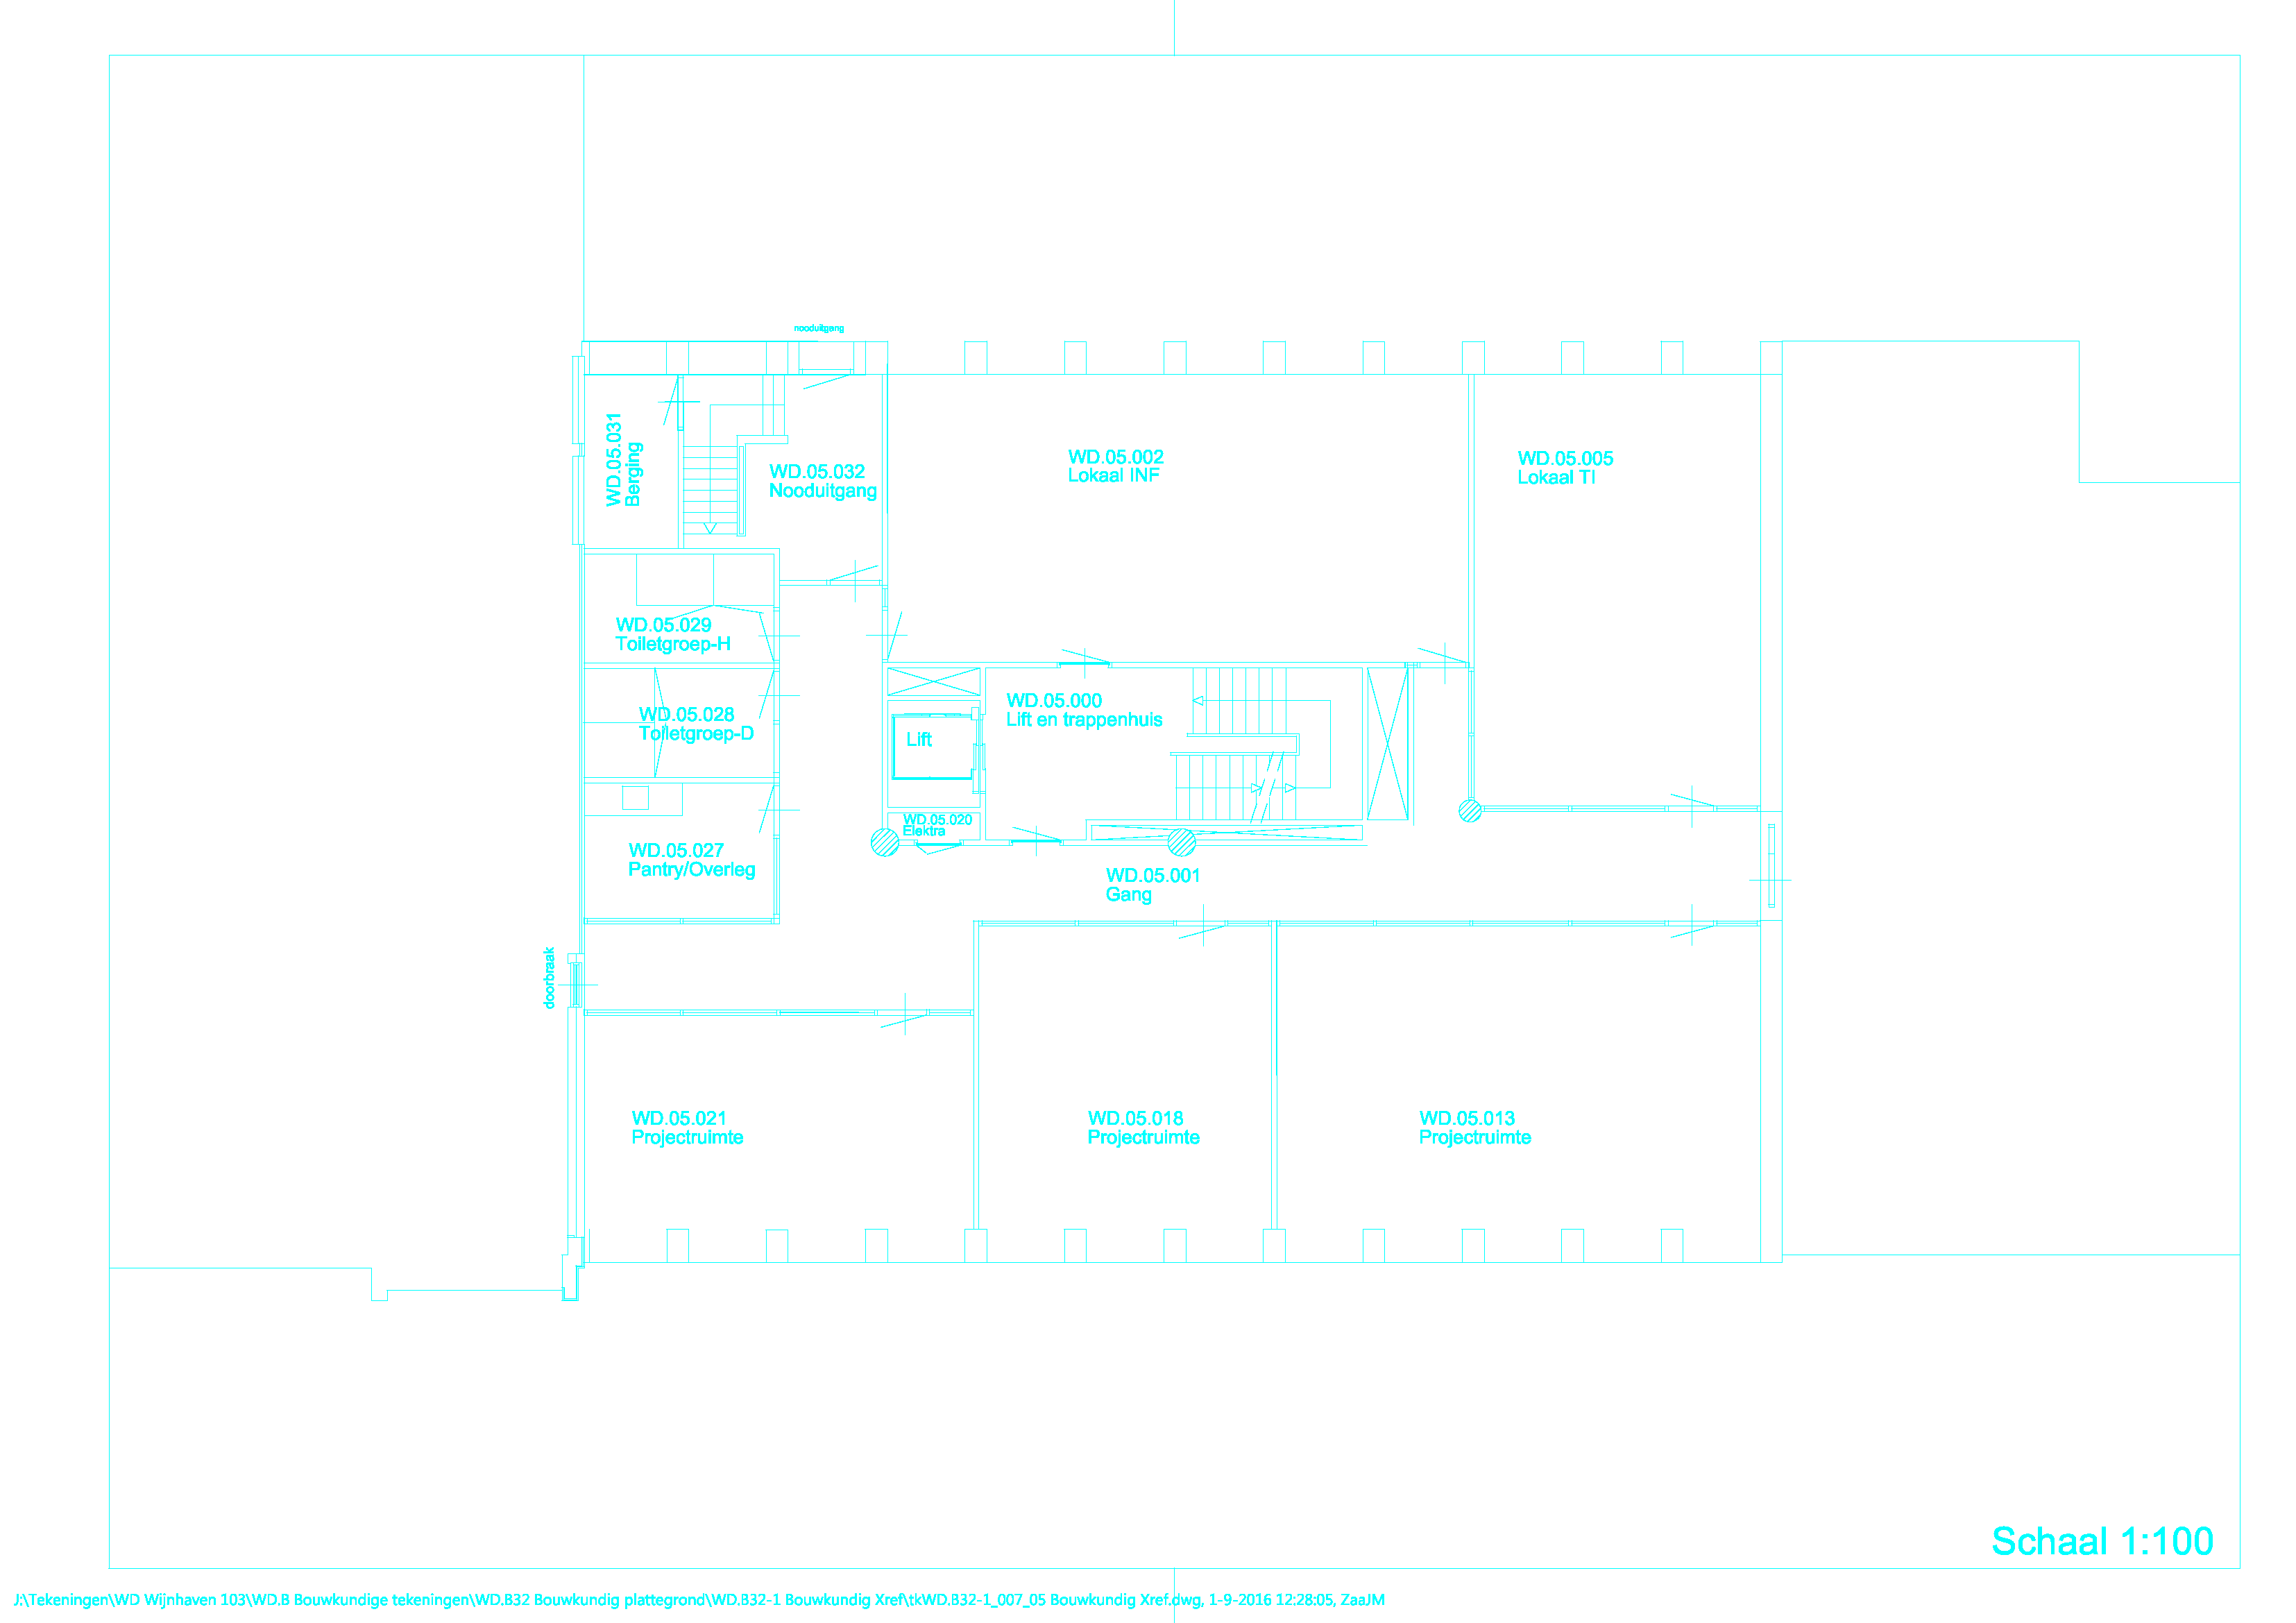 nooduitgang
WD.05.031
Berging
WD.05.032
Nooduitgang
WD.05.002
Lokaal INF
WD.05.005
Lokaal TI
WD.05.029
Toiletgroep-H
WD.05.028
Toiletgroep-D
Lift
WD.05.000
Lift en trappenhuis
WD.05.020
Elektra
WD.05.027
Pantry/Overleg
WD.05.001
Gang
doorbraak
WD.05.021
Projectruimte
WD.05.018
Projectruimte
WD.05.013
Projectruimte
Schaal 1:100
J:\Tekeningen\WD Wijnhaven 103\WD.B Bouwkundige tekeningen\WD.B32 Bouwkundig plattegrond\WD.B32-1 Bouwkundig Xref\tkWD.B32-1_007_05 Bouwkundig Xref.dwg, 1-9-2016 12:28:05, ZaaJM